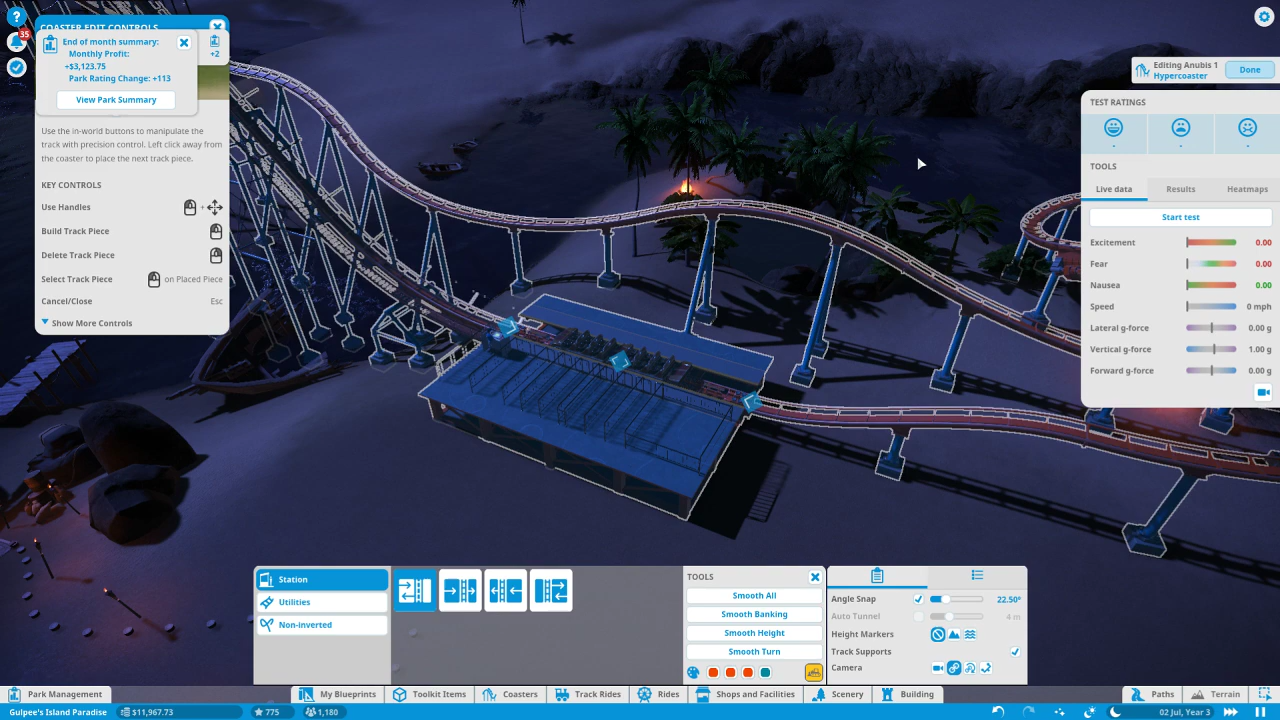 COASTER EDIT CONTROLS
35
End of month summary:
Monthly Profit:
+$3,123.75
Park Rating Change: +113
+2
View Park Summary
Use the in-world buttons to manipulate the
track with precision control. Left click away from
the coaster to place the next track piece.
KEY CONTROLS
Use Handles
+
Build Track Piece
Delete Track Piece
Select Track Piece
on Placed Piece
Cancel/Close
Esc
Show More Controls
Editing Anubis 1
Hypercoaster
Done
TEST RATINGS
-
-
-
TOOLS
Live data
Results
Heatmaps
Start test
Excitement 0.00
Fear 0.00
Nausea 0.00
Speed 0 mph
Lateral g-force 0.00 g
Vertical g-force 1.00 g
Forward g-force 0.00 g
Station
Utilities
Non-inverted
TOOLS
Smooth All
Smooth Banking
Smooth Height
Smooth Turn
Angle Snap 22.50°
Auto Tunnel 4 m
Height Markers
Track Supports
Camera
Park Management
My Blueprints
Toolkit Items
Coasters
Track Rides
Rides
Shops and Facilities
Scenery
Building
Paths
Terrain
Gulpee's Island Paradise
$11,967.73
775
1,180
02 Jul, Year 3